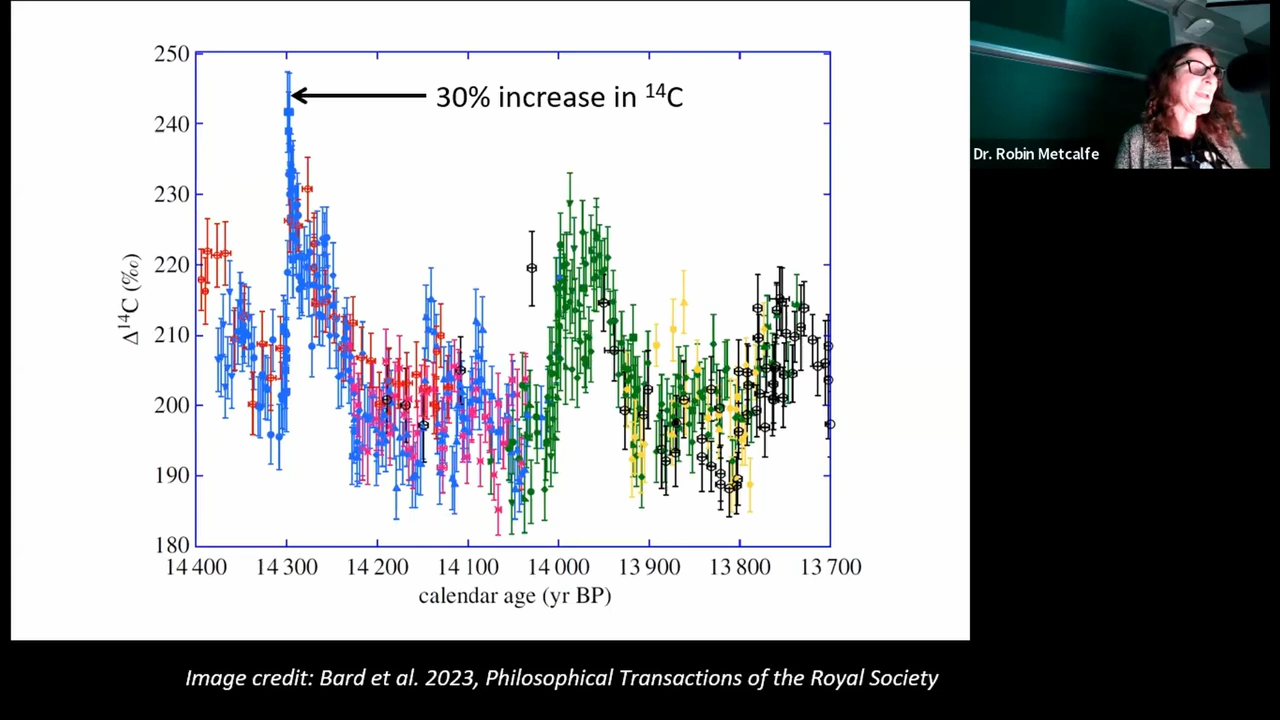 250
30% increase in ¹⁴C
240
230
220
210
200
190
180
Δ¹⁴C (‰)
14 400 14 300 14 200 14 100 14 000 13 900 13 800 13 700
calendar age (yr BP)
Image credit: Bard et al. 2023, Philosophical Transactions of the Royal Society
Dr. Robin Metcalfe